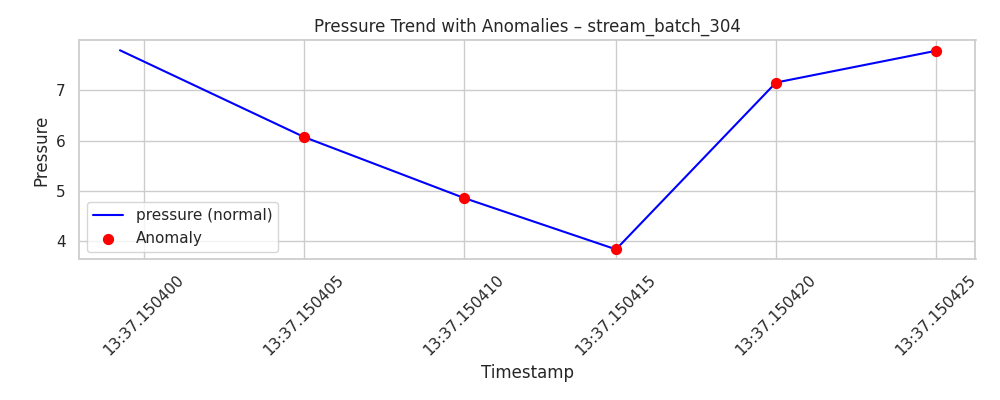 Pressure Trend with Anomalies – stream_batch_304
Pressure
7
6
5
4
pressure (normal)
Anomaly
13:37.150400
13:37.150405
13:37.150410
13:37.150415
13:37.150420
13:37.150425
Timestamp